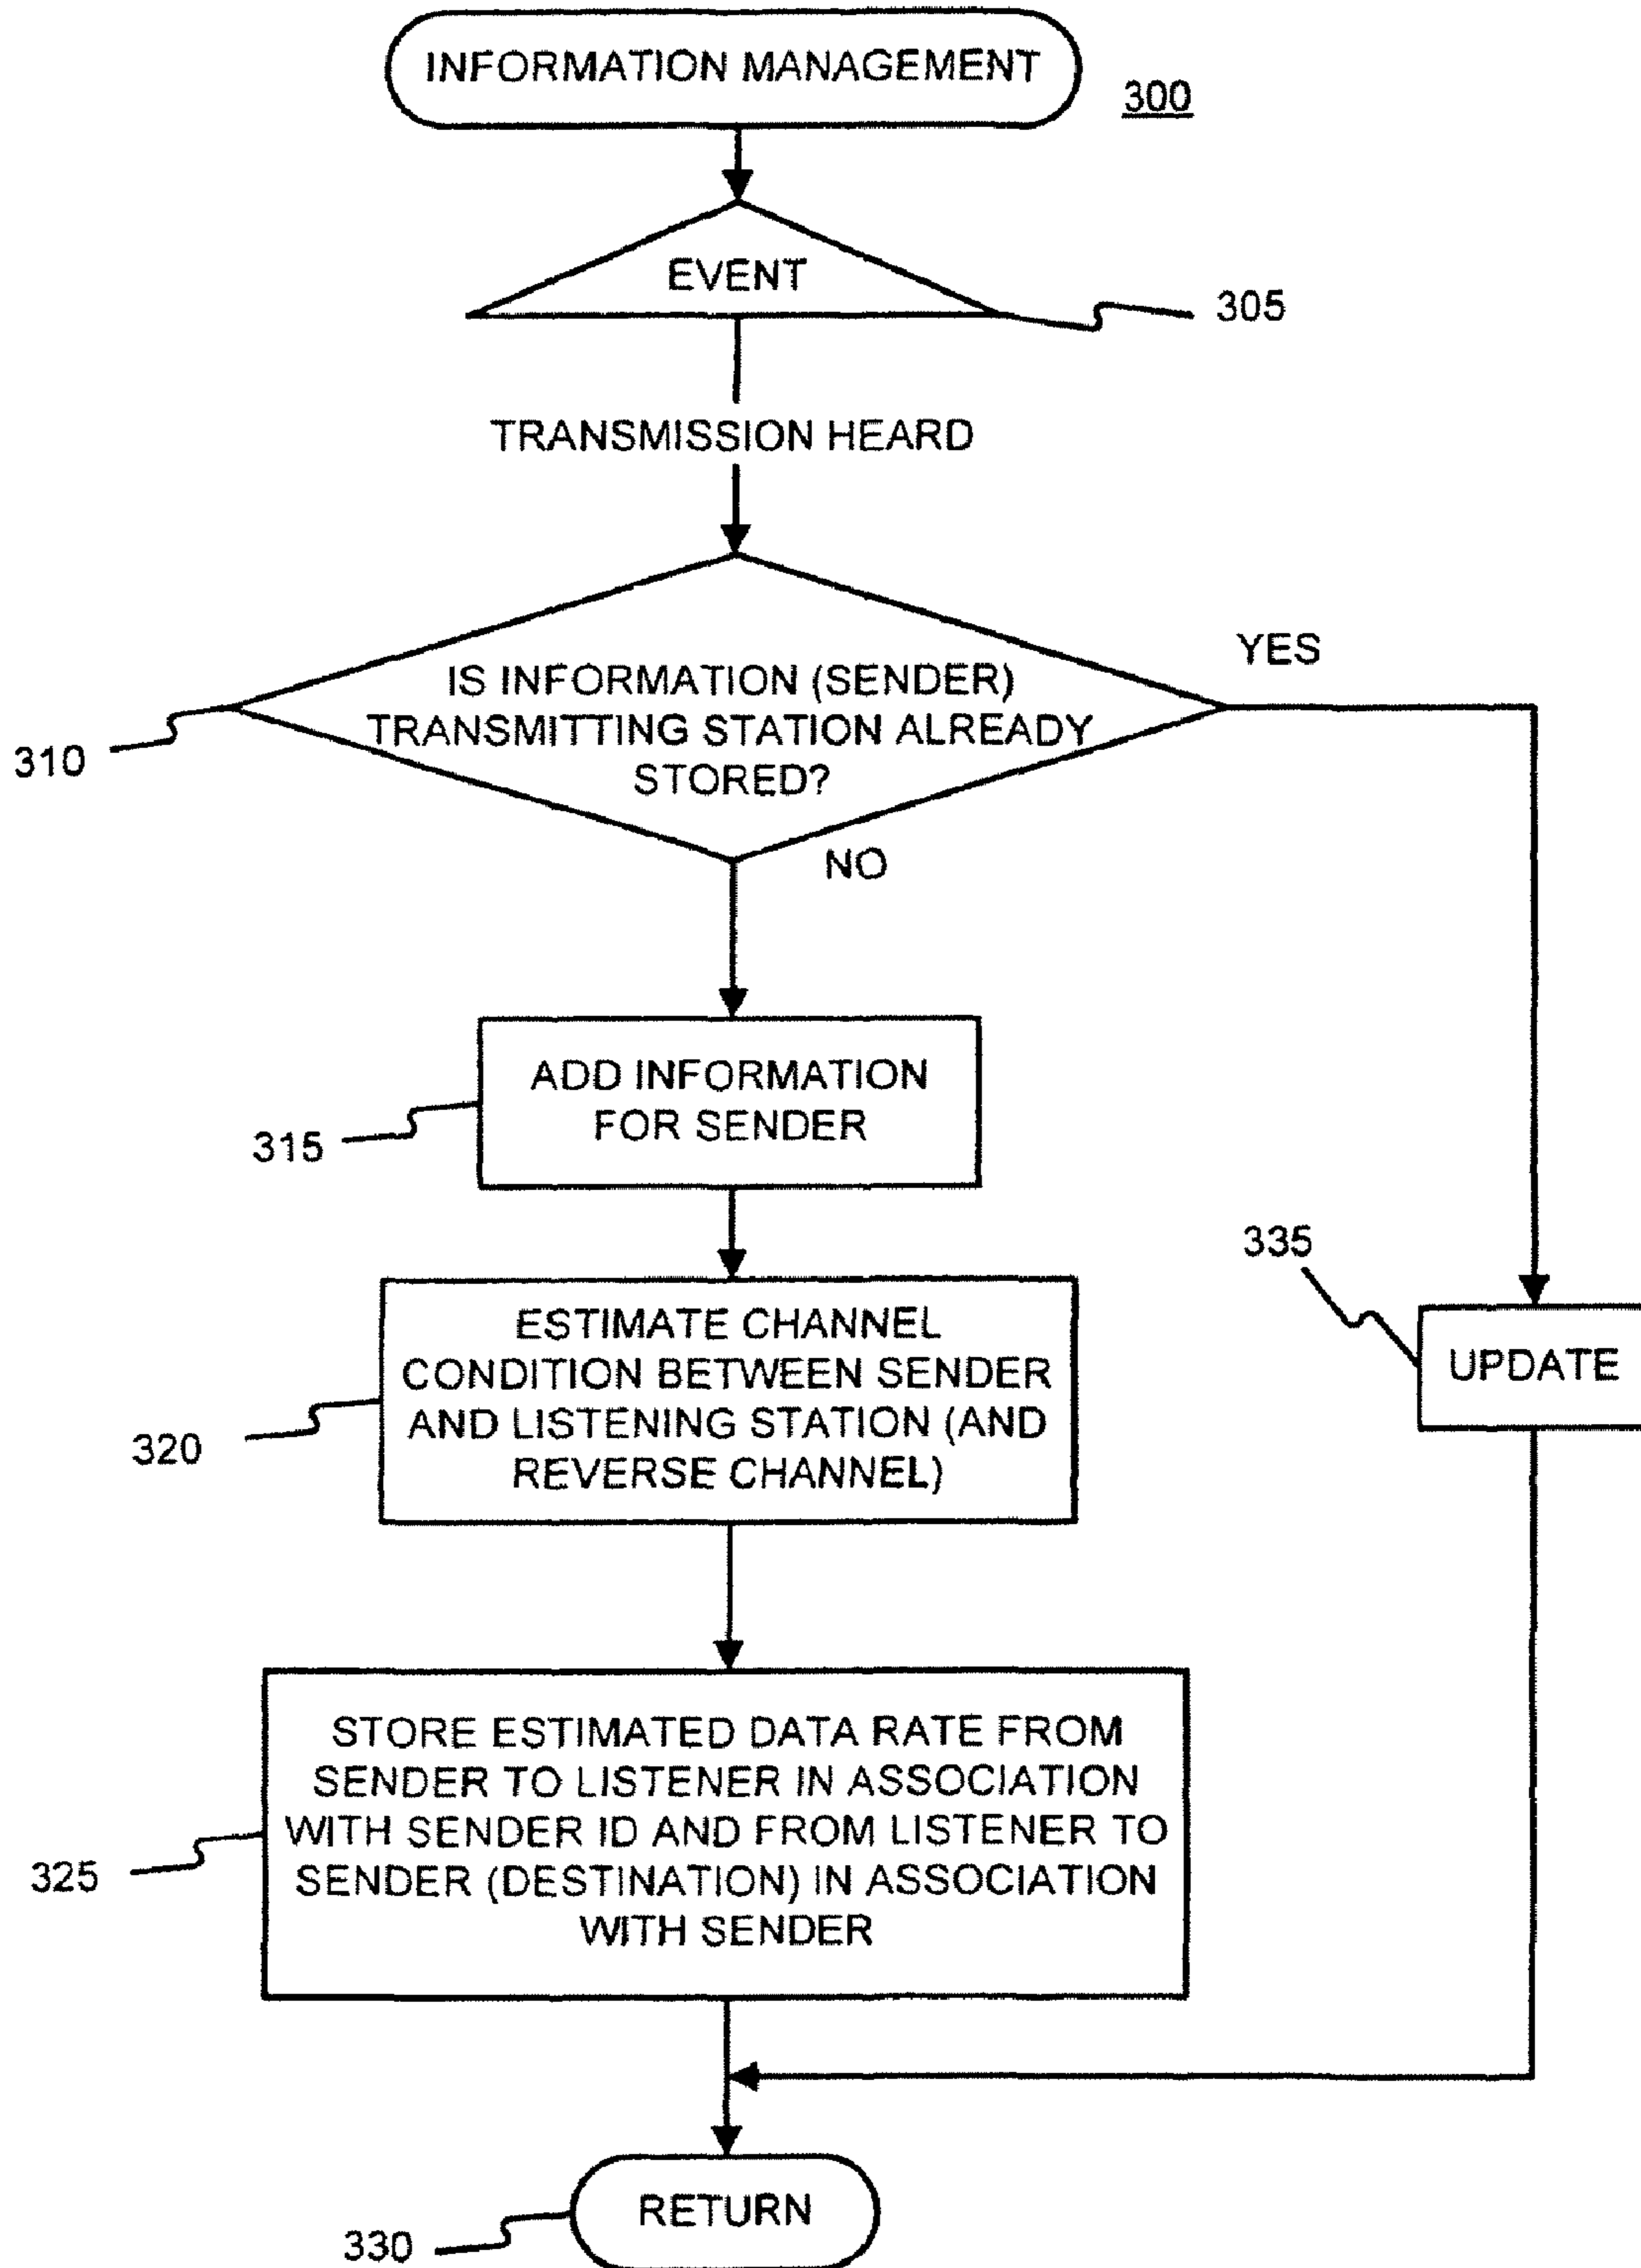 INFORMATION MANAGEMENT
300
EVENT
305
TRANSMISSION HEARD
IS INFORMATION (SENDER)
TRANSMITTING STATION ALREADY
STORED?
YES
310
NO
ADD INFORMATION
FOR SENDER
315
335
ESTIMATE CHANNEL
CONDITION BETWEEN SENDER
AND LISTENING STATION (AND
REVERSE CHANNEL)
UPDATE
320
STORE ESTIMATED DATA RATE FROM
SENDER TO LISTENER IN ASSOCIATION
WITH SENDER ID AND FROM LISTENER TO
SENDER (DESTINATION) IN ASSOCIATION
WITH SENDER
325
RETURN
330